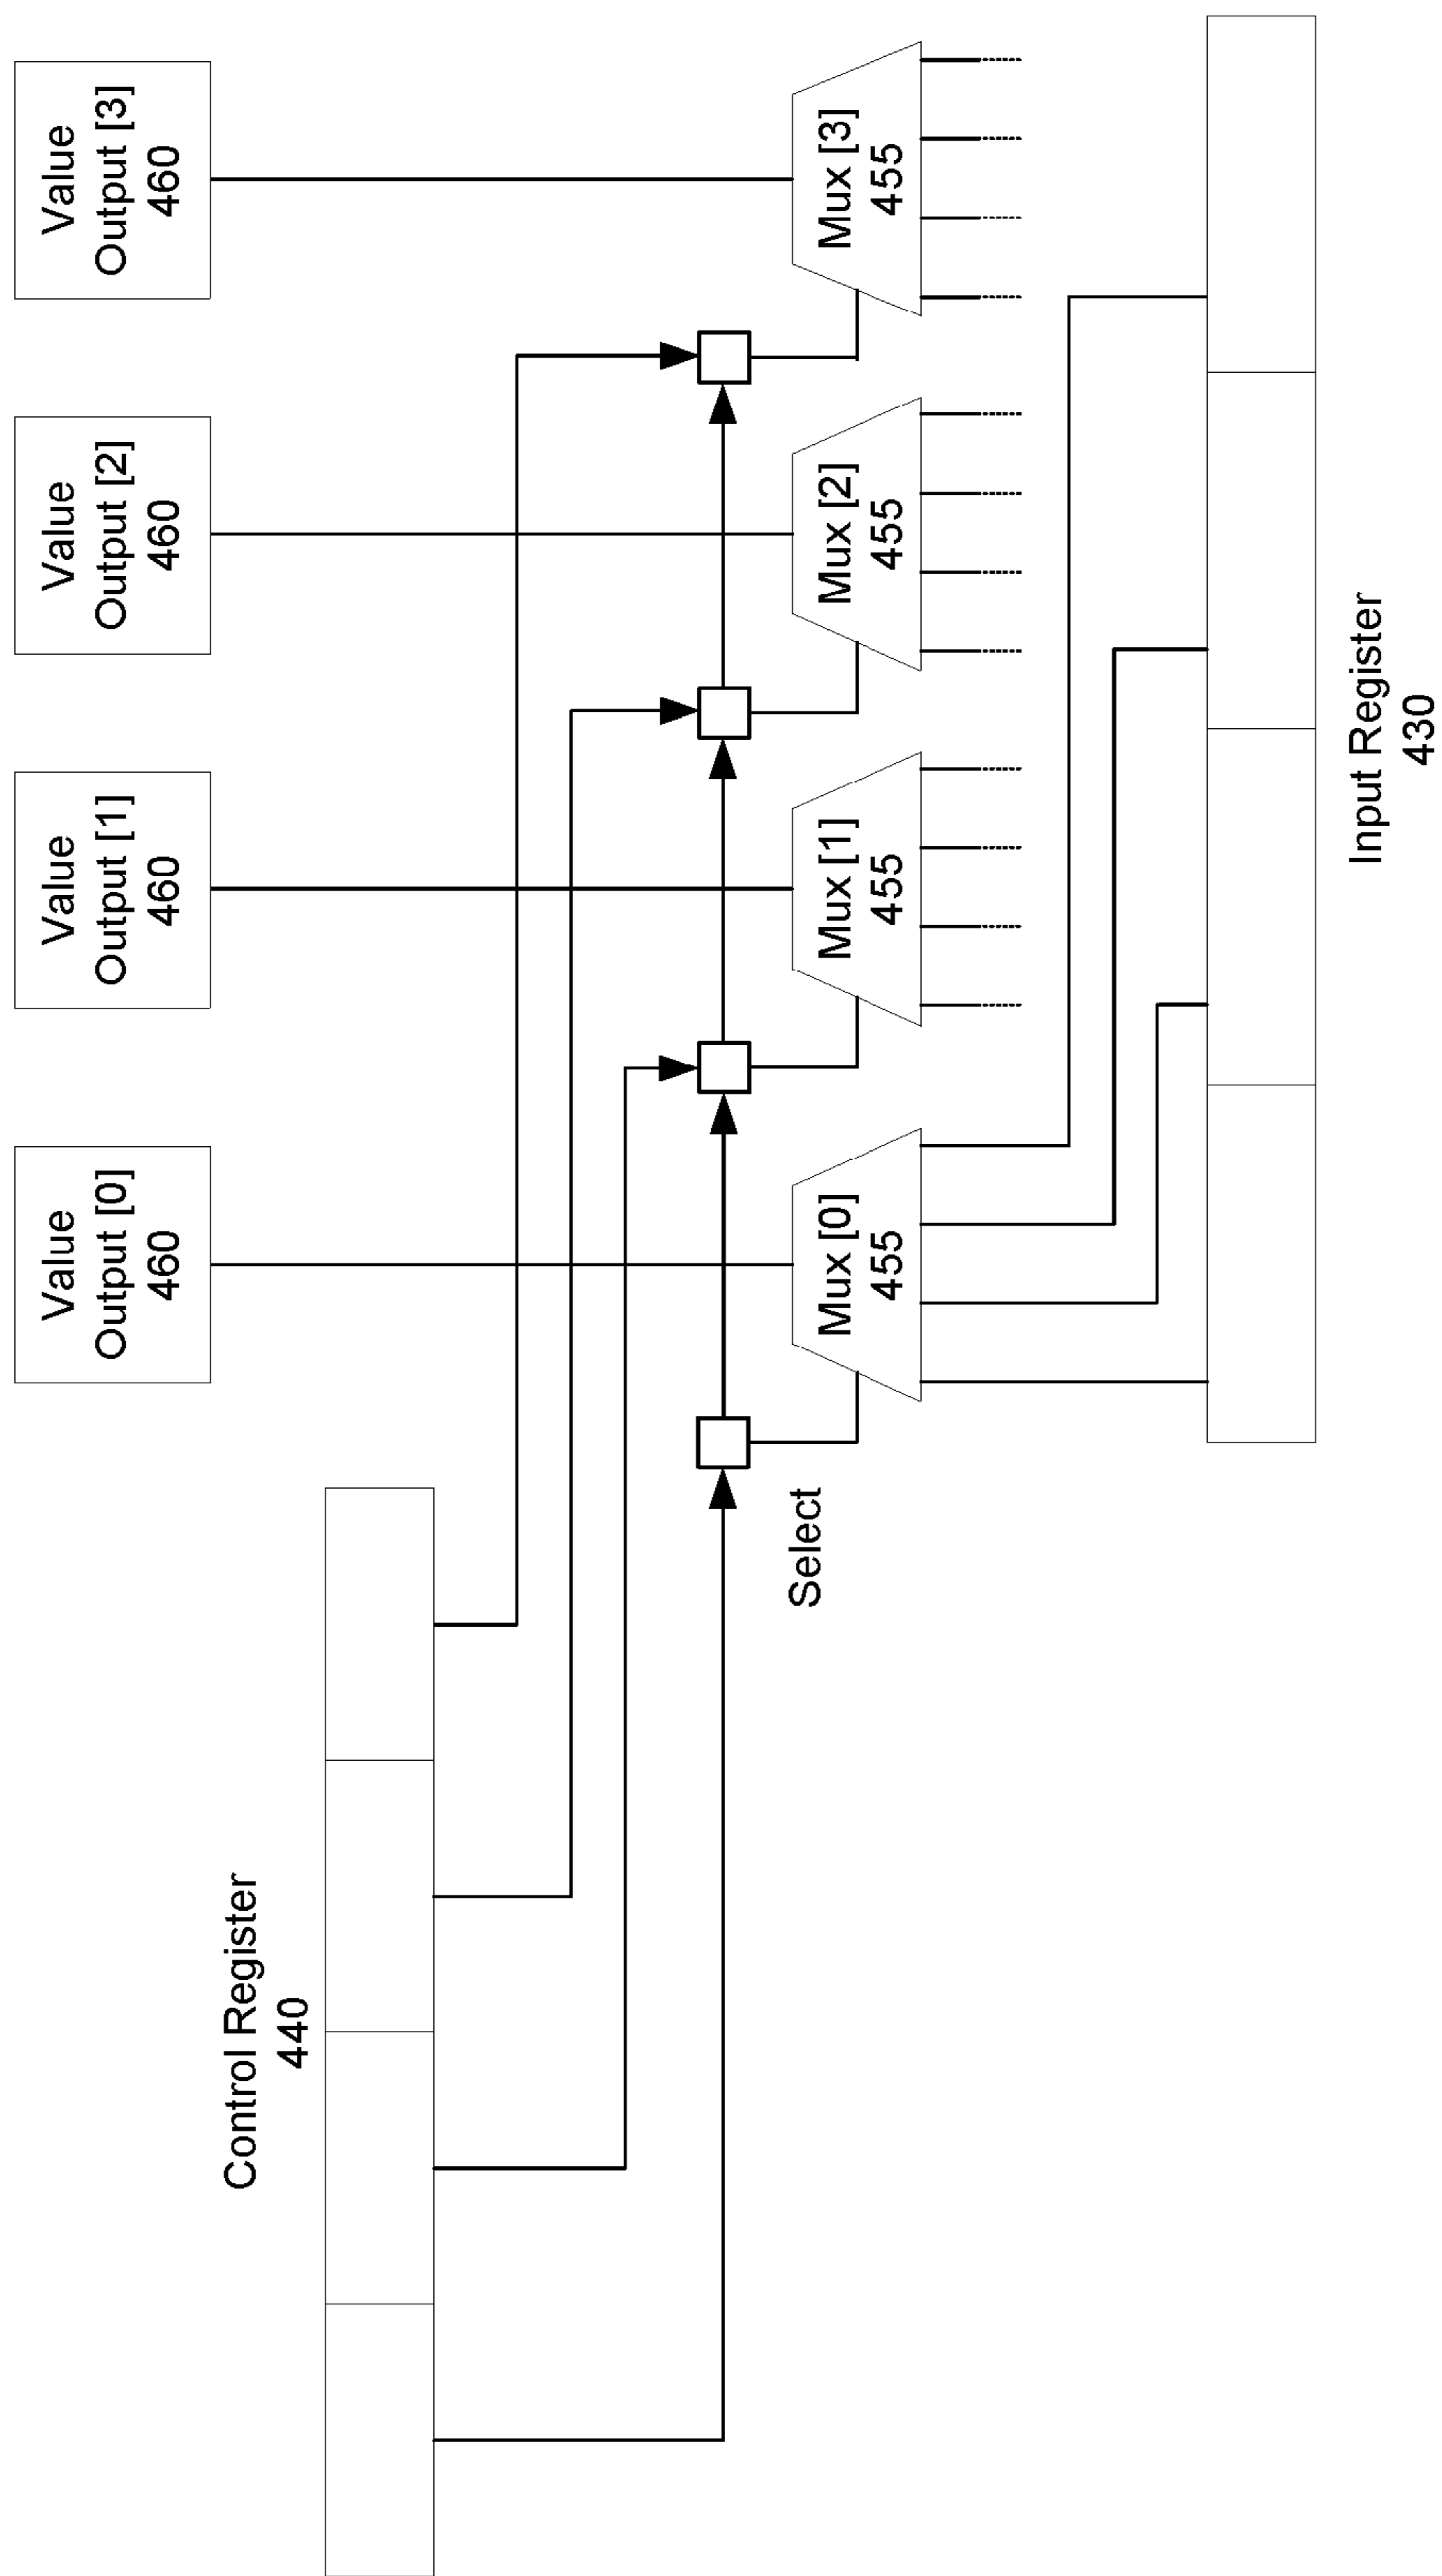 Control Register
440
Value
Output [0]
460
Value
Output [1]
460
Value
Output [2]
460
Value
Output [3]
460
Select
Mux [0]
455
Mux [1]
455
Mux [2]
455
Mux [3]
455
Input Register
430